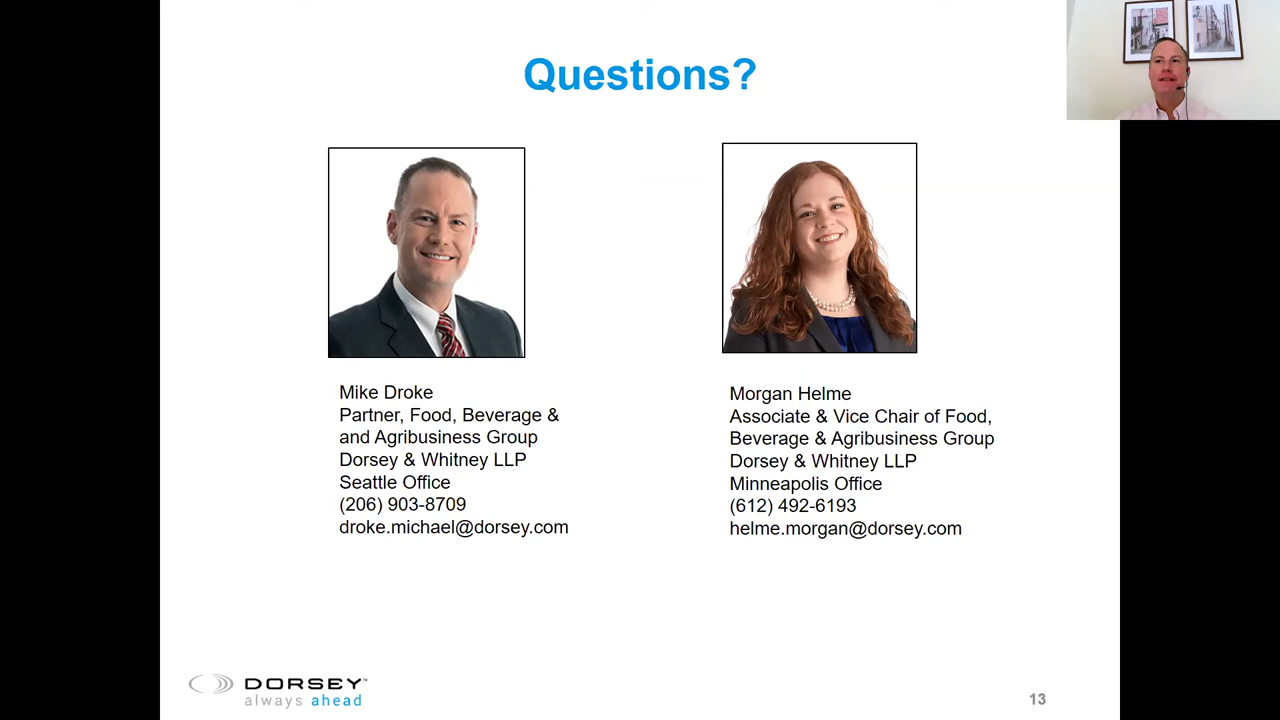 Questions?
Mike Droke
Partner, Food, Beverage &
and Agribusiness Group
Dorsey & Whitney LLP
Seattle Office
(206) 903-8709
droke.michael@dorsey.com
Morgan Helme
Associate & Vice Chair of Food,
Beverage & Agribusiness Group
Dorsey & Whitney LLP
Minneapolis Office
(612) 492-6193
helme.morgan@dorsey.com
DORSEY™
always ahead
13